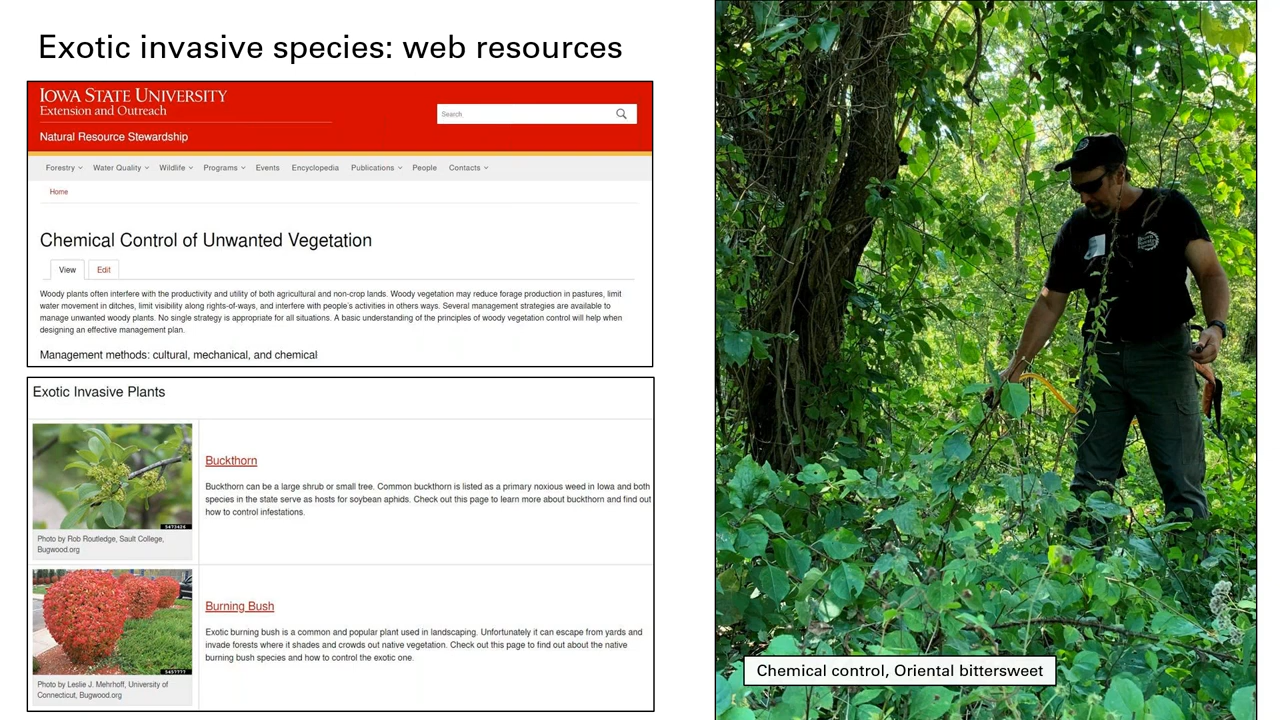 Exotic invasive species: web resources
IOWA STATE UNIVERSITY
Extension and Outreach
Search
Natural Resource Stewardship
Forestry Water Quality Wildlife Programs Events Encyclopedia Publications People Contacts
Home
Chemical Control of Unwanted Vegetation
View Edit
Woody plants often interfere with the productivity and utility of both agricultural and non-crop lands. Woody vegetation may reduce forage production in pastures, limit
water movement in ditches, limit visibility along rights-of-ways, and interfere with people's activities in others ways. Several management strategies are available to
manage unwanted woody plants. No single strategy is appropriate for all situations. A basic understanding of the principles of woody vegetation control will help when
designing an effective management plan.
Management methods: cultural, mechanical, and chemical
Exotic Invasive Plants
5473426
Photo by Rob Routledge, Sault College,
Bugwood.org
Buckthorn
Buckthorn can be a large shrub or small tree. Common buckthorn is listed as a primary noxious weed in Iowa and both
species in the state serve as hosts for soybean aphids. Check out this page to learn more about buckthorn and find out
how to control infestations.
Photo by Leslie J. Mehrhoff, University of
Connecticut, Bugwood.org
Burning Bush
Exotic burning bush is a common and popular plant used in landscaping. Unfortunately it can escape from yards and
invade forests where it shades and crowds out native vegetation. Check out this page to find out about the native
burning bush species and how to control the exotic one.
Chemical control, Oriental bittersweet